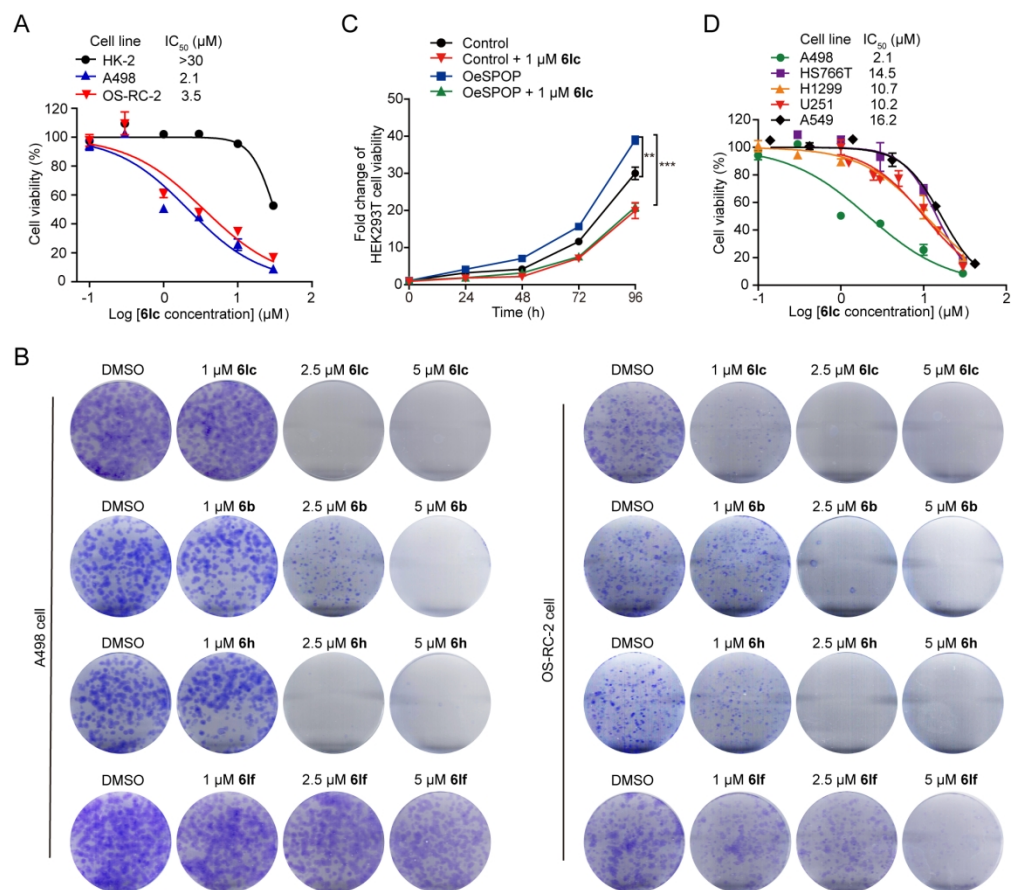 A
Cell line IC50 (µM)
HK-2 >30
A498 2.1
OS-RC-2 3.5
Cell viability (%)
120
100
80
60
40
20
0
-1 0 1 2
Log [6lc concentration] (µM)
C
Control
Control + 1 µM 6lc
OeSPOP
OeSPOP + 1 µM 6lc
Fold change of
HEK293T cell viability
50
40
30
20
10
0
** ***
0 24 48 72 96
Time (h)
D
Cell line IC50 (µM)
A498 2.1
HS766T 14.5
H1299 10.7
U251 10.2
A549 16.2
Cell viability (%)
120
100
80
60
40
20
0
-1 0 1 2
Log [6lc concentration] (µM)
B
A498 cell
DMSO 1 µM 6lc 2.5 µM 6lc 5 µM 6lc
DMSO 1 µM 6b 2.5 µM 6b 5 µM 6b
DMSO 1 µM 6h 2.5 µM 6h 5 µM 6h
DMSO 1 µM 6lf 2.5 µM 6lf 5 µM 6lf
OS-RC-2 cell
DMSO 1 µM 6lc 2.5 µM 6lc 5 µM 6lc
DMSO 1 µM 6b 2.5 µM 6b 5 µM 6b
DMSO 1 µM 6h 2.5 µM 6h 5 µM 6h
DMSO 1 µM 6lf 2.5 µM 6lf 5 µM 6lf